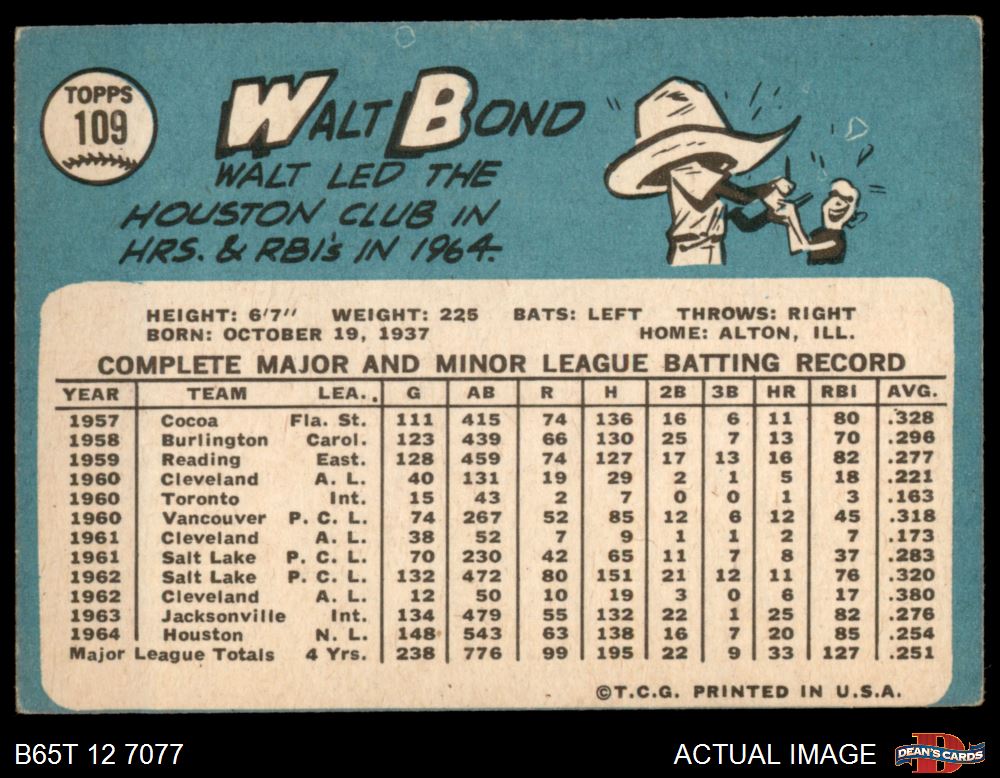 TOPPS
109
WALT BOND
WALT LED THE
HOUSTON CLUB IN
HRS. & RBI's IN 1964.
HEIGHT: 6'7" WEIGHT: 225 BATS: LEFT THROWS: RIGHT
BORN: OCTOBER 19, 1937 HOME: ALTON, ILL.
COMPLETE MAJOR AND MINOR LEAGUE BATTING RECORD
YEAR TEAM LEA. G AB R H 2B 3B HR RBI AVG.
1957 Cocoa Fla. St. 111 415 74 136 16 6 11 80 .328
1958 Burlington Carol. 123 439 66 130 25 7 13 70 .296
1959 Reading East. 128 459 74 127 17 13 16 82 .277
1960 Cleveland A. L. 40 131 19 29 2 1 5 18 .221
1960 Toronto Int. 15 43 2 7 0 0 1 3 .163
1960 Vancouver P. C. L. 74 267 52 85 12 6 12 45 .318
1961 Cleveland A. L. 38 52 7 9 1 1 2 7 .173
1961 Salt Lake P. C. L. 70 230 42 65 11 7 8 37 .283
1962 Salt Lake P. C. L. 132 472 80 151 21 12 11 76 .320
1962 Cleveland A. L. 12 50 10 19 3 0 6 17 .380
1963 Jacksonville Int. 134 479 55 132 22 1 25 82 .276
1964 Houston N. L. 148 543 63 138 16 7 20 85 .254
Major League Totals 4 Yrs. 238 776 99 195 22 9 33 127 .251
©T.C.G. PRINTED IN U.S.A.
B65T 12 7077 ACTUAL IMAGE DEAN'S CARDS